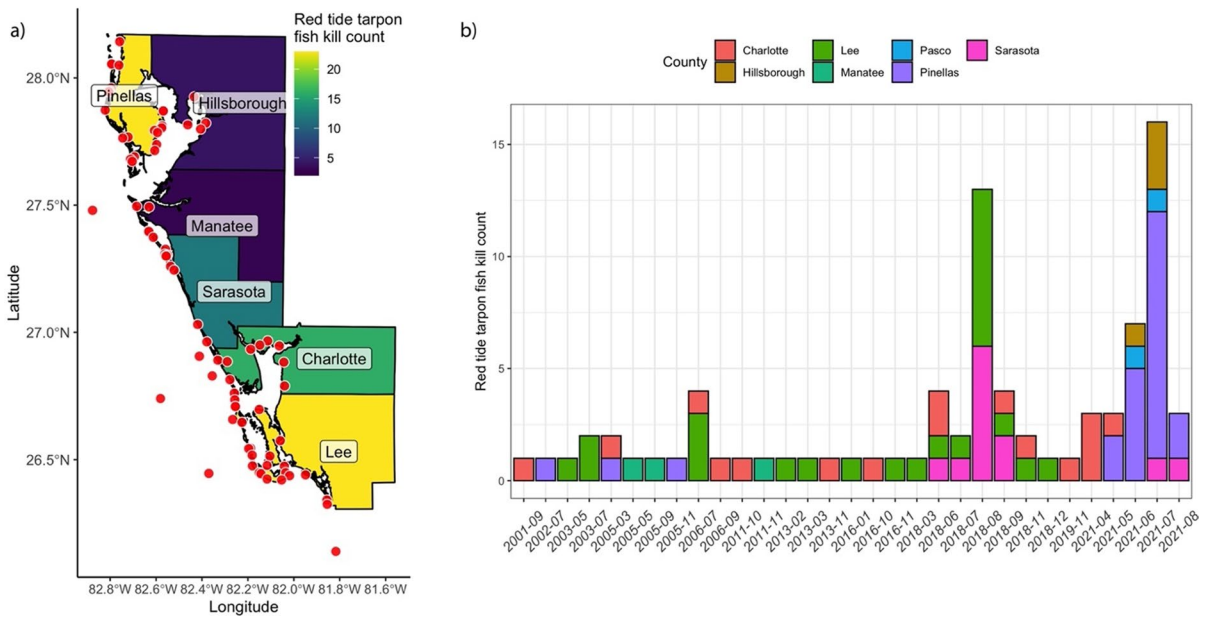 a)
Red tide tarpon
fish kill count
20
15
10
5
28.0°N
27.5°N
27.0°N
26.5°N
Latitude
Pinellas
Hillsborough
Manatee
Sarasota
Charlotte
Lee
82.8°W 82.6°W 82.4°W 82.2°W 82.0°W 81.8°W 81.6°W
Longitude
b)
County
Charlotte
Lee
Pasco
Sarasota
Hillsborough
Manatee
Pinellas
Red tide tarpon fish kill count
15
10
5
0
2001-09
2002-07
2003-05
2003-07
2005-03
2005-05
2005-09
2005-11
2006-07
2006-09
2011-10
2011-11
2013-02
2013-03
2013-11
2016-01
2016-10
2016-11
2018-03
2018-06
2018-07
2018-08
2018-09
2018-11
2018-12
2019-11
2021-04
2021-05
2021-06
2021-07
2021-08